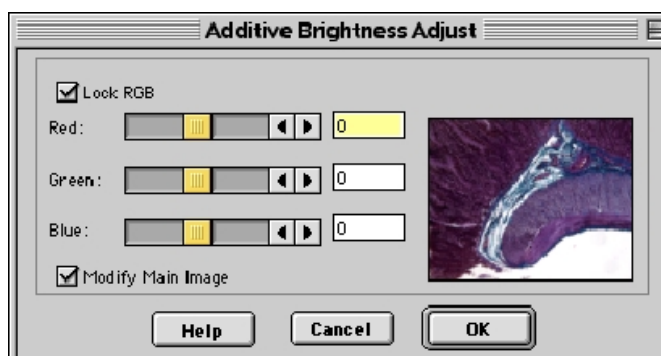 Additive Brightness Adjust
Lock RGB
Red: 0
Green: 0
Blue: 0
Modify Main Image
Help Cancel OK